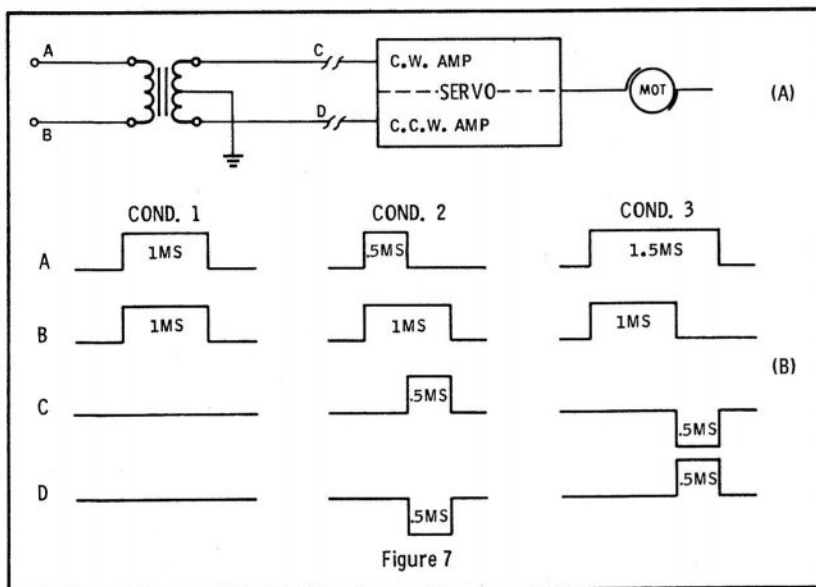 A
B
C
D
C.W. AMP
SERVO
C.C.W. AMP
MOT
(A)
COND. 1 COND. 2 COND. 3
A 1MS .5MS 1.5MS
B 1MS 1MS 1MS
(B)
C .5MS .5MS
D .5MS .5MS
Figure 7